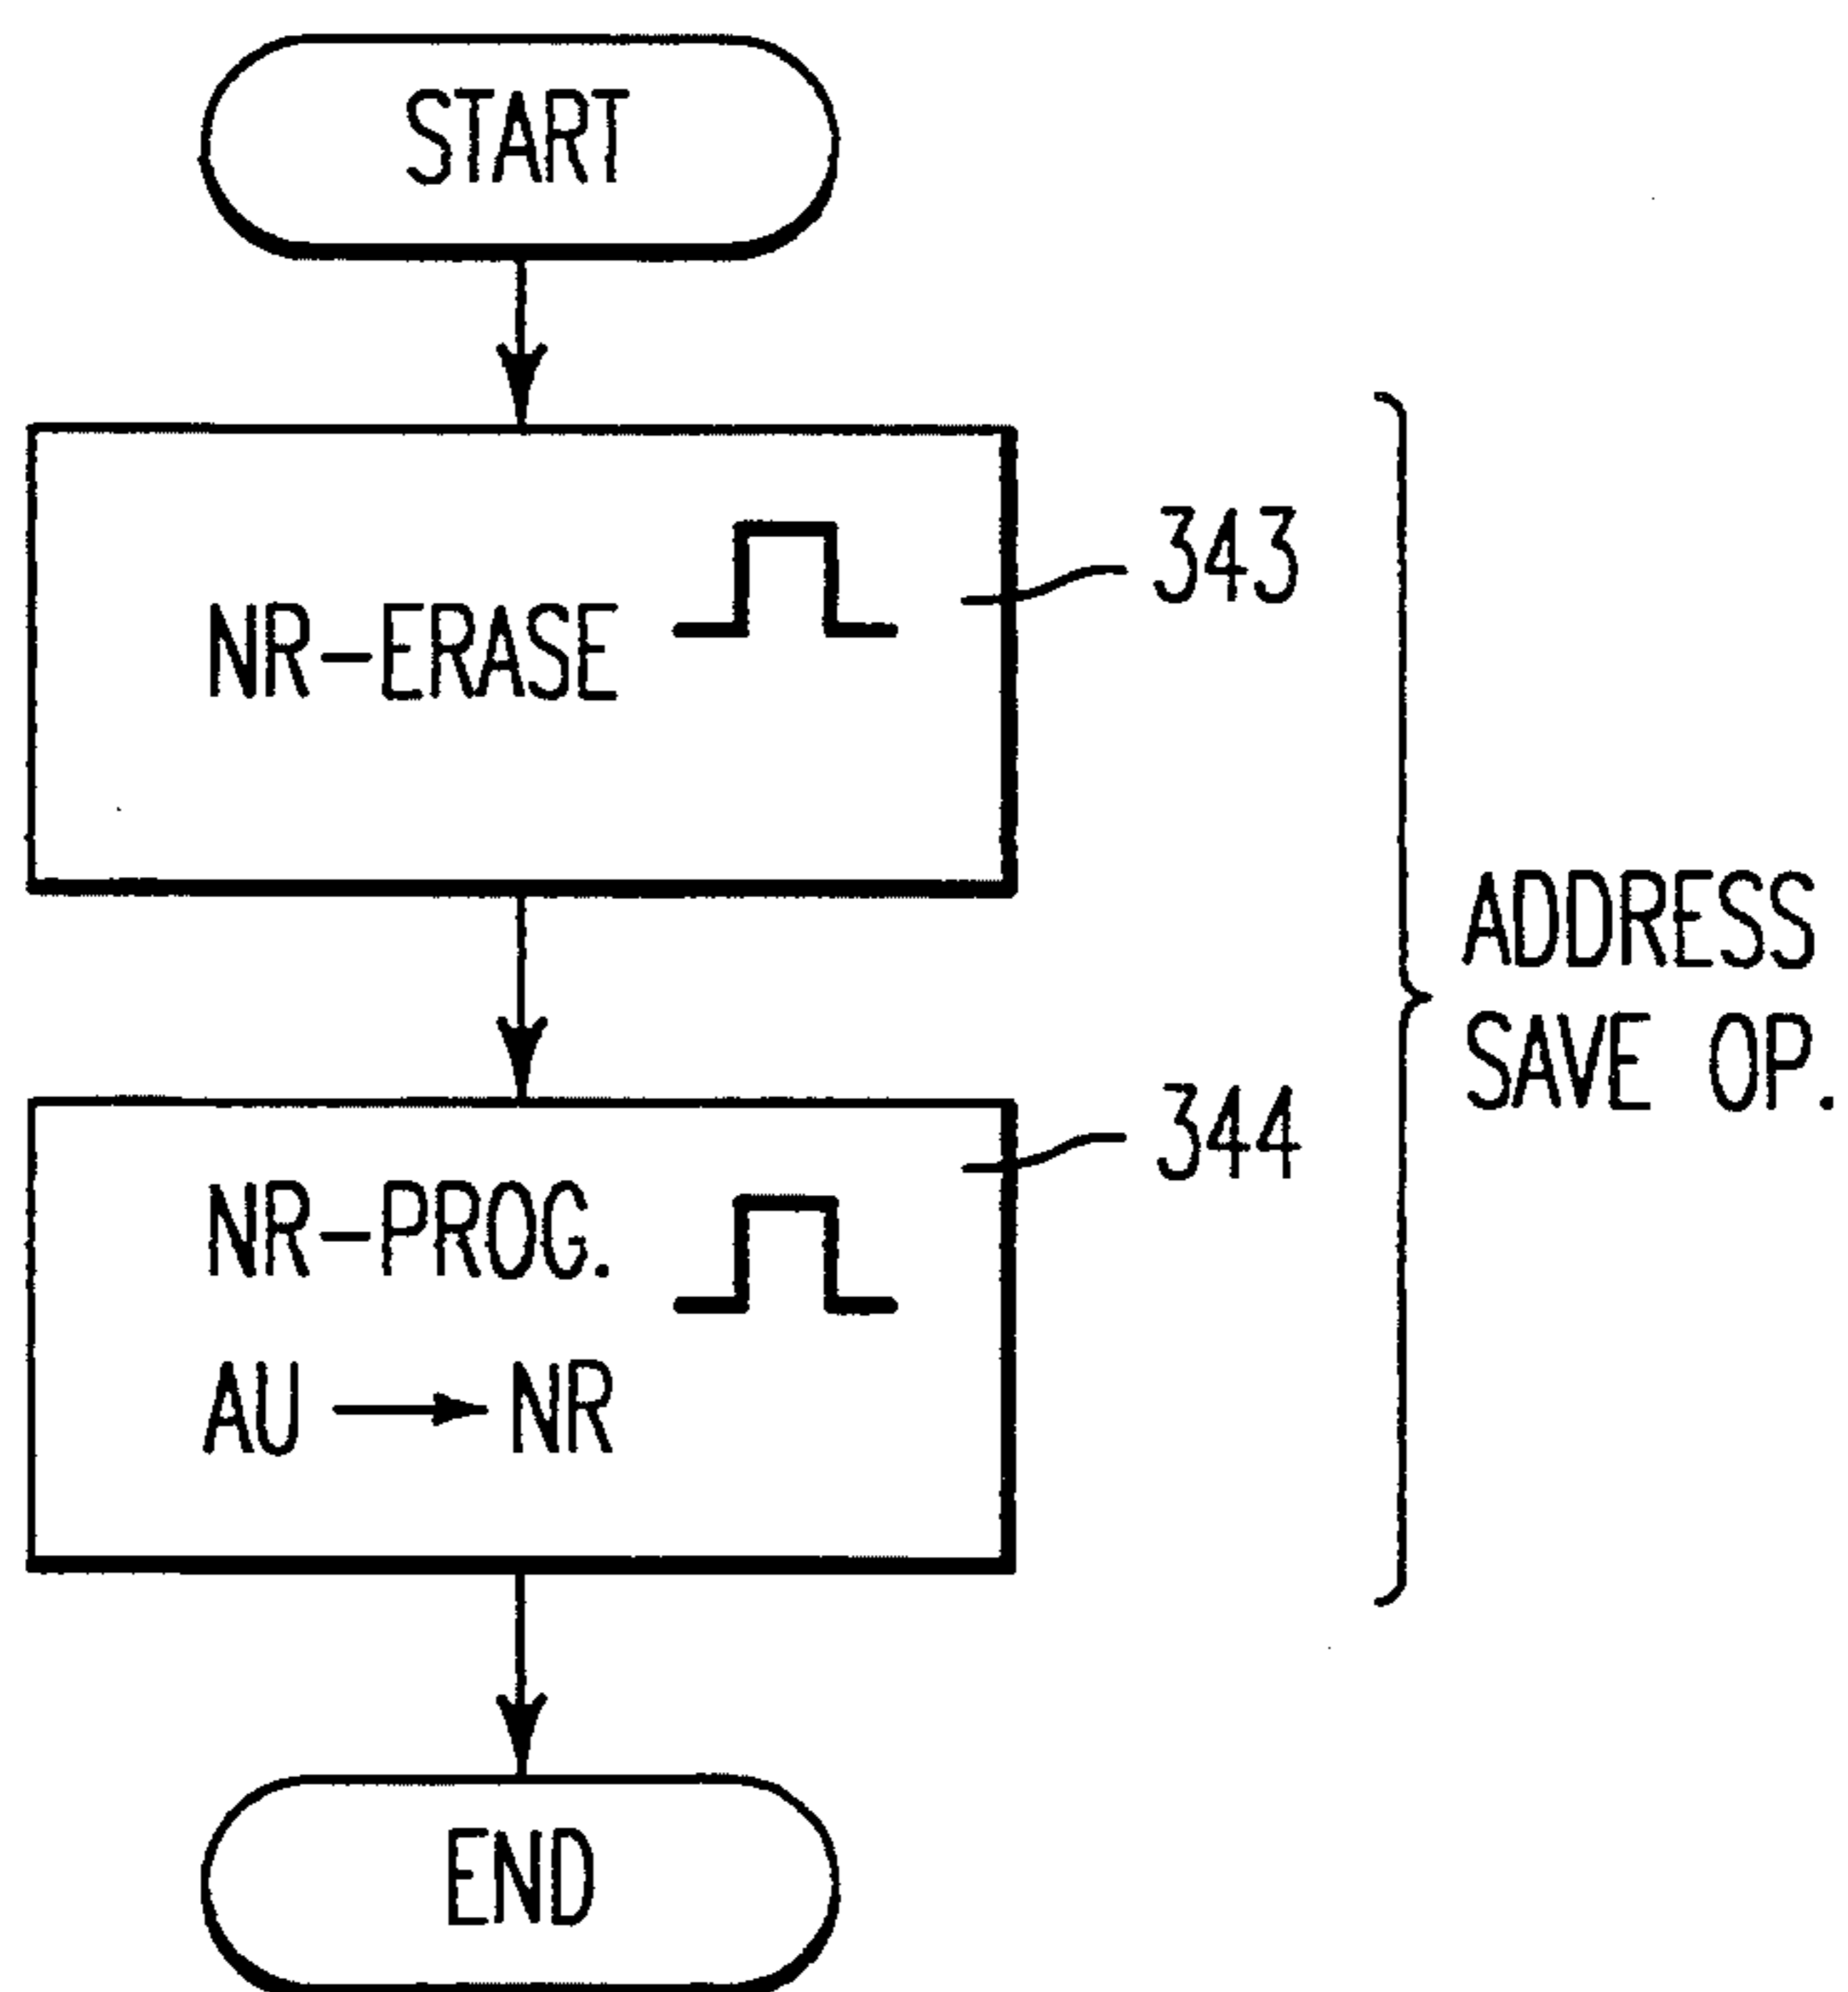 START
NR-ERASE
343
ADDRESS
SAVE OP.
344
NR-PROG.
AU → NR
END